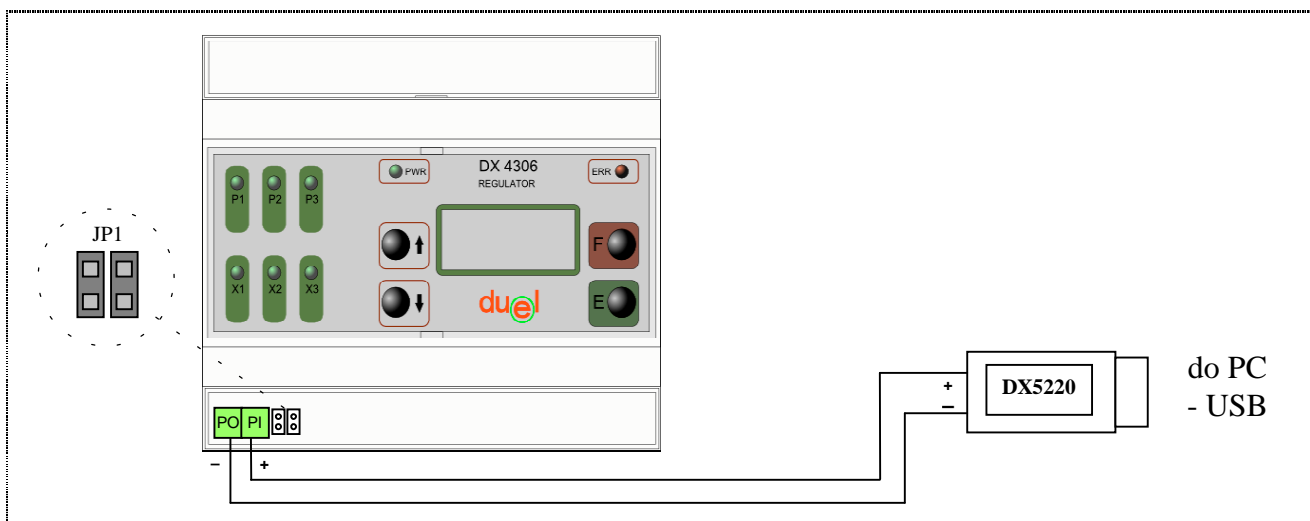 DX 4306
REGULATOR
PWR
ERR
P1 P2 P3
F
X1 X2 X3
E
duel
JP1
PO PI
– +
+
–
DX5220
do PC
- USB